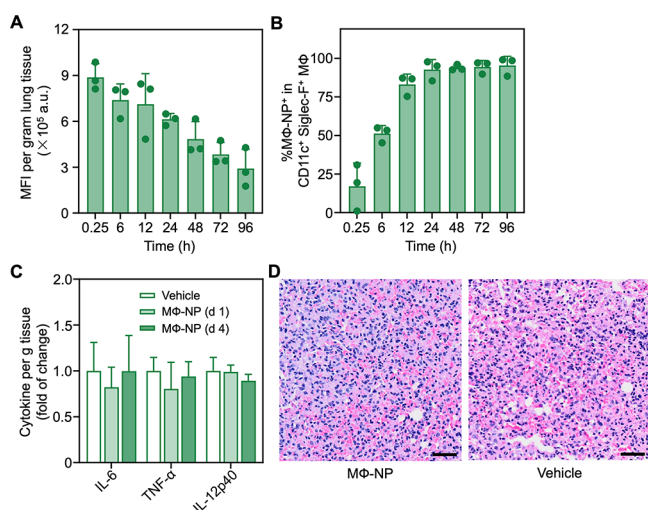 A
MFI per gram lung tissue
(×10⁵ a.u.)
12
9
6
3
0
0.25 6 12 24 48 72 96
Time (h)
B
%MΦ-NP⁺ in
CD11c⁺ Siglec-F⁺ MΦ
100
75
50
25
0
0.25 6 12 24 48 72 96
Time (h)
C
Cytokine per g tissue
(fold of change)
2.0
1.5
1.0
0.5
0.0
Vehicle
MΦ-NP (d 1)
MΦ-NP (d 4)
IL-6
TNF-α
IL-12p40
D
MΦ-NP
Vehicle